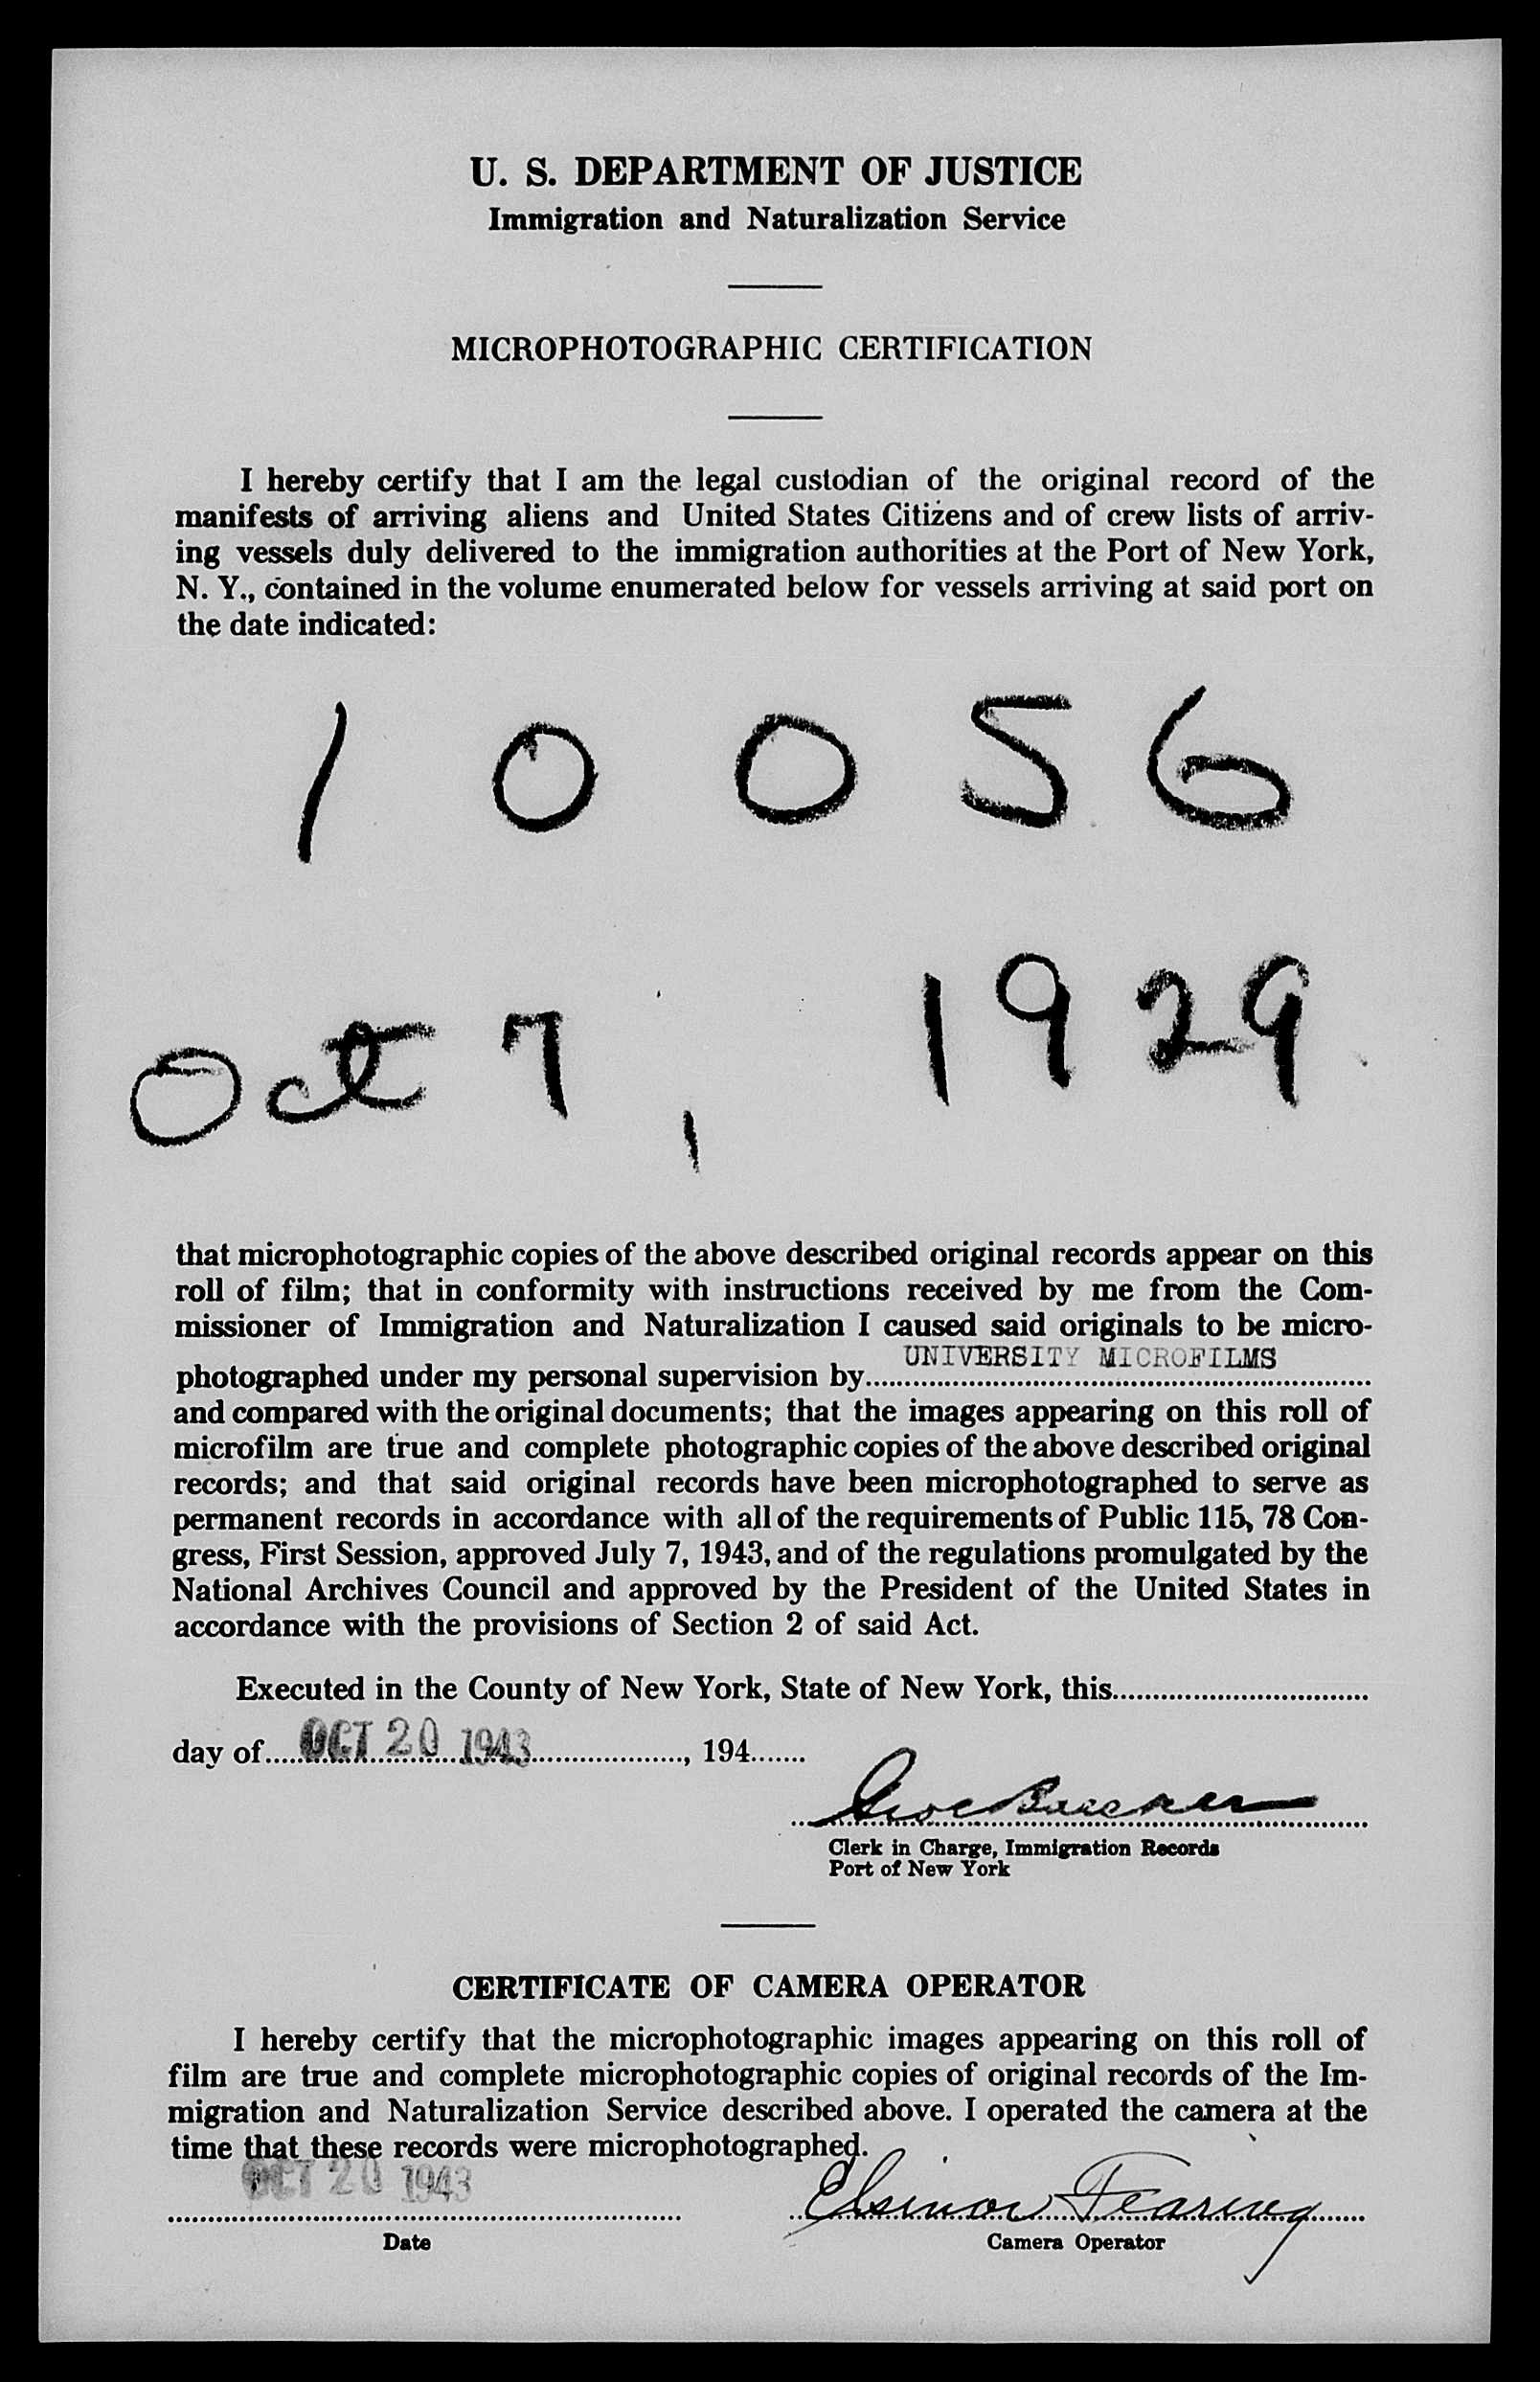 U. S. DEPARTMENT OF JUSTICE
Immigration and Naturalization Service
MICROPHOTOGRAPHIC CERTIFICATION
I hereby certify that I am the legal custodian of the original record of the
manifests of arriving aliens and United States Citizens and of crew lists of arriv-
ing vessels duly delivered to the immigration authorities at the Port of New York,
N. Y., contained in the volume enumerated below for vessels arriving at said port on
the date indicated:
1 0 0 5 6
Oct 7, 1929
that microphotographic copies of the above described original records appear on this
roll of film; that in conformity with instructions received by me from the Com-
missioner of Immigration and Naturalization I caused said originals to be micro-
photographed under my personal supervision by UNIVERSITY MICROFILMS
and compared with the original documents; that the images appearing on this roll of
microfilm are true and complete photographic copies of the above described original
records; and that said original records have been microphotographed to serve as
permanent records in accordance with all of the requirements of Public 115, 78 Con-
gress, First Session, approved July 7, 1943, and of the regulations promulgated by the
National Archives Council and approved by the President of the United States in
accordance with the provisions of Section 2 of said Act.
Executed in the County of New York, State of New York, this
day of OCT 20 1943, 194
Clerk in Charge, Immigration Records
Port of New York
CERTIFICATE OF CAMERA OPERATOR
I hereby certify that the microphotographic images appearing on this roll of
film are true and complete microphotographic copies of original records of the Im-
migration and Naturalization Service described above. I operated the camera at the
time that these records were microphotographed.
OCT 20 1943 Elsinor Fearing
Date Camera Operator